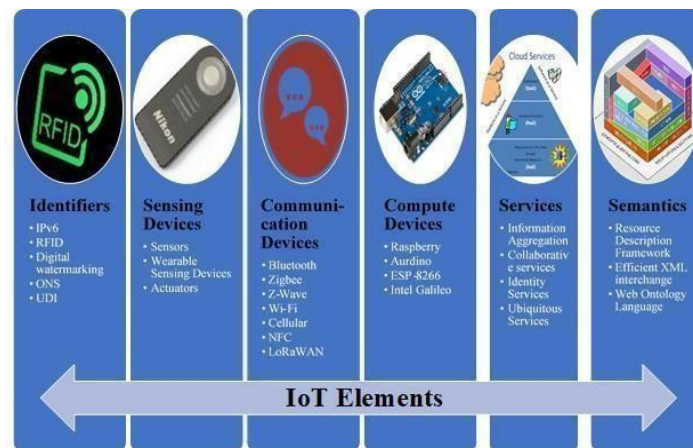 RFID
Nikon
Cloud Services
(SaaS)
(PaaS)
(IaaS)
Identifiers
• IPv6
• RFID
• Digital
watermarking
• ONS
• UDI
Sensing
Devices
• Sensors
• Wearable
Sensing Devices
• Actuators
Communi-
cation
Devices
• Bluetooth
• Zigbee
• Z-Wave
• Wi-Fi
• Cellular
• NFC
• LoRaWAN
Compute
Devices
• Raspberry
• Aurdino
• ESP-8266
• Intel Galileo
Services
• Information
Aggregation
• Collaborativ
e services
• Identity
Services
• Ubiquitous
Services
Semantics
• Resource
Description
Framework
• Efficient XML
interchange
• Web Ontology
Language
IoT Elements